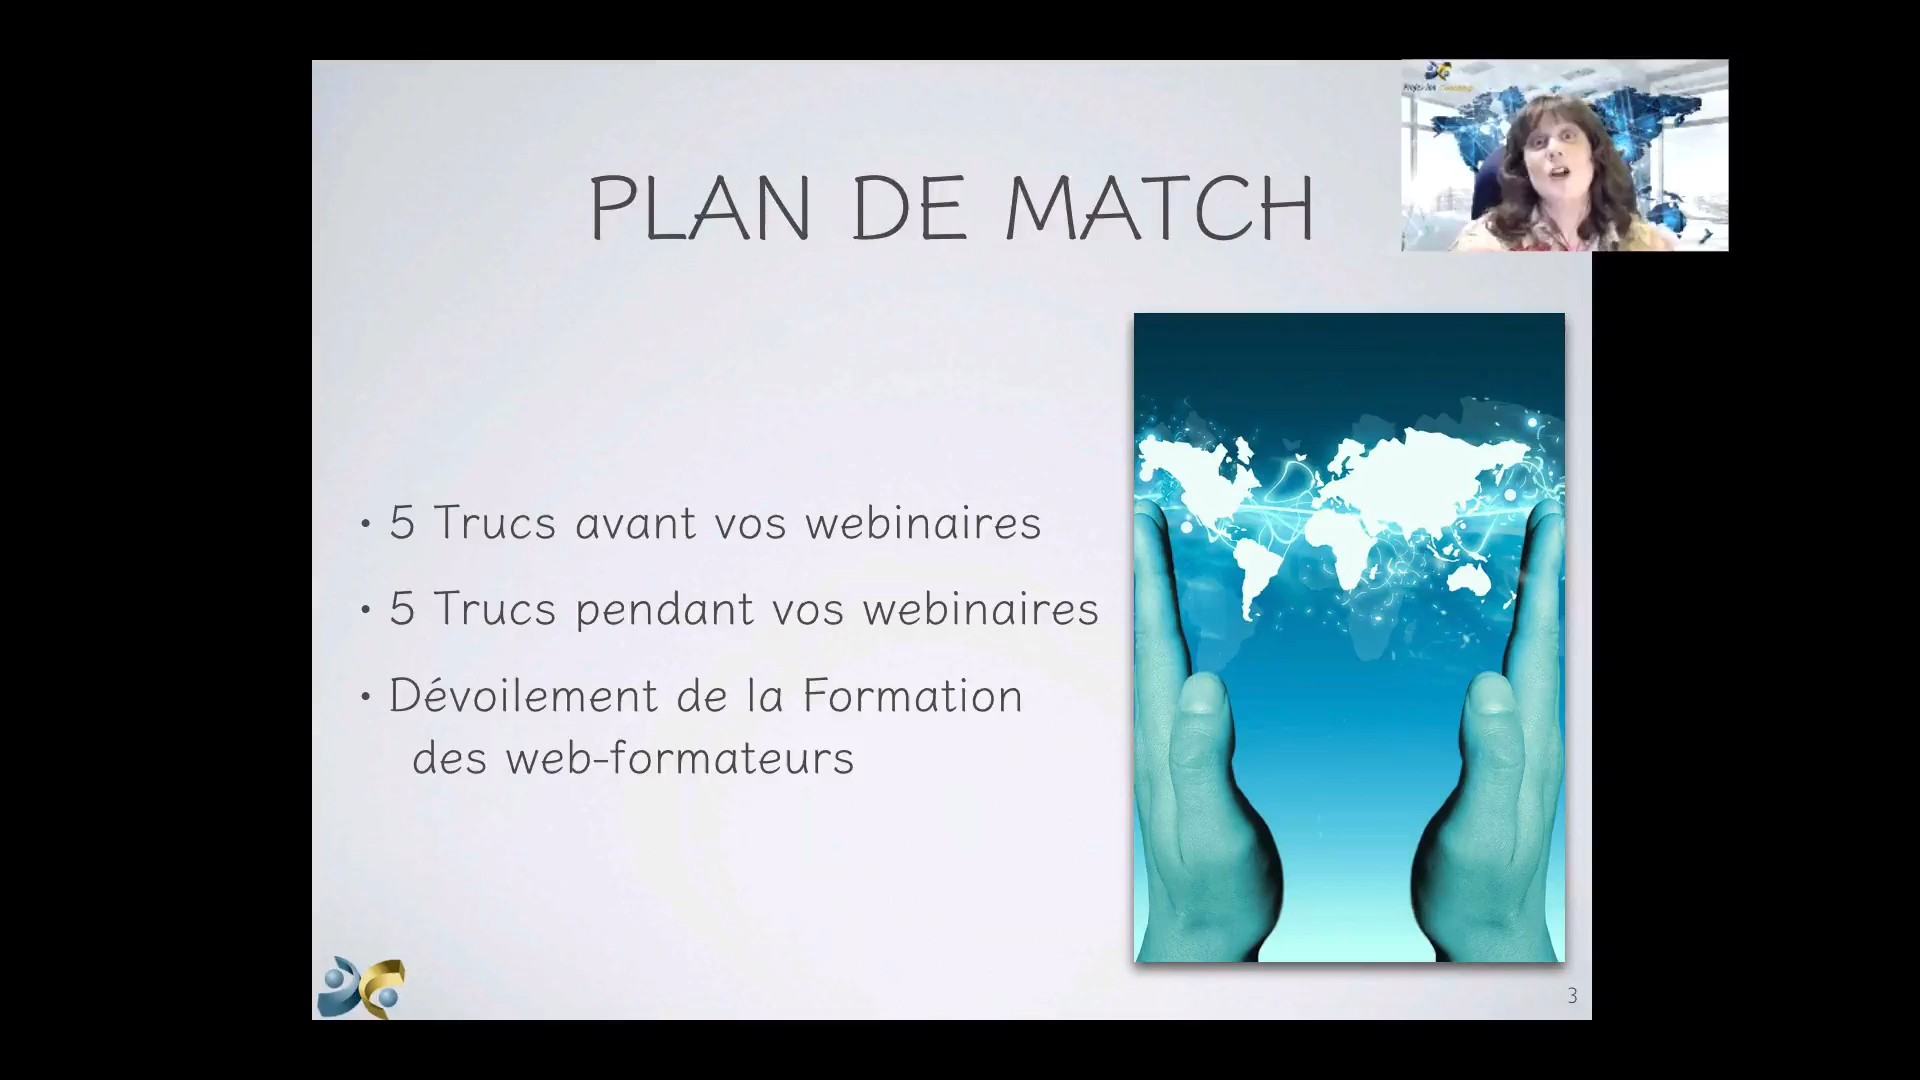 PLAN DE MATCH
• 5 Trucs avant vos webinaires
• 5 Trucs pendant vos webinaires
• Dévoilement de la Formation
des web-formateurs
3